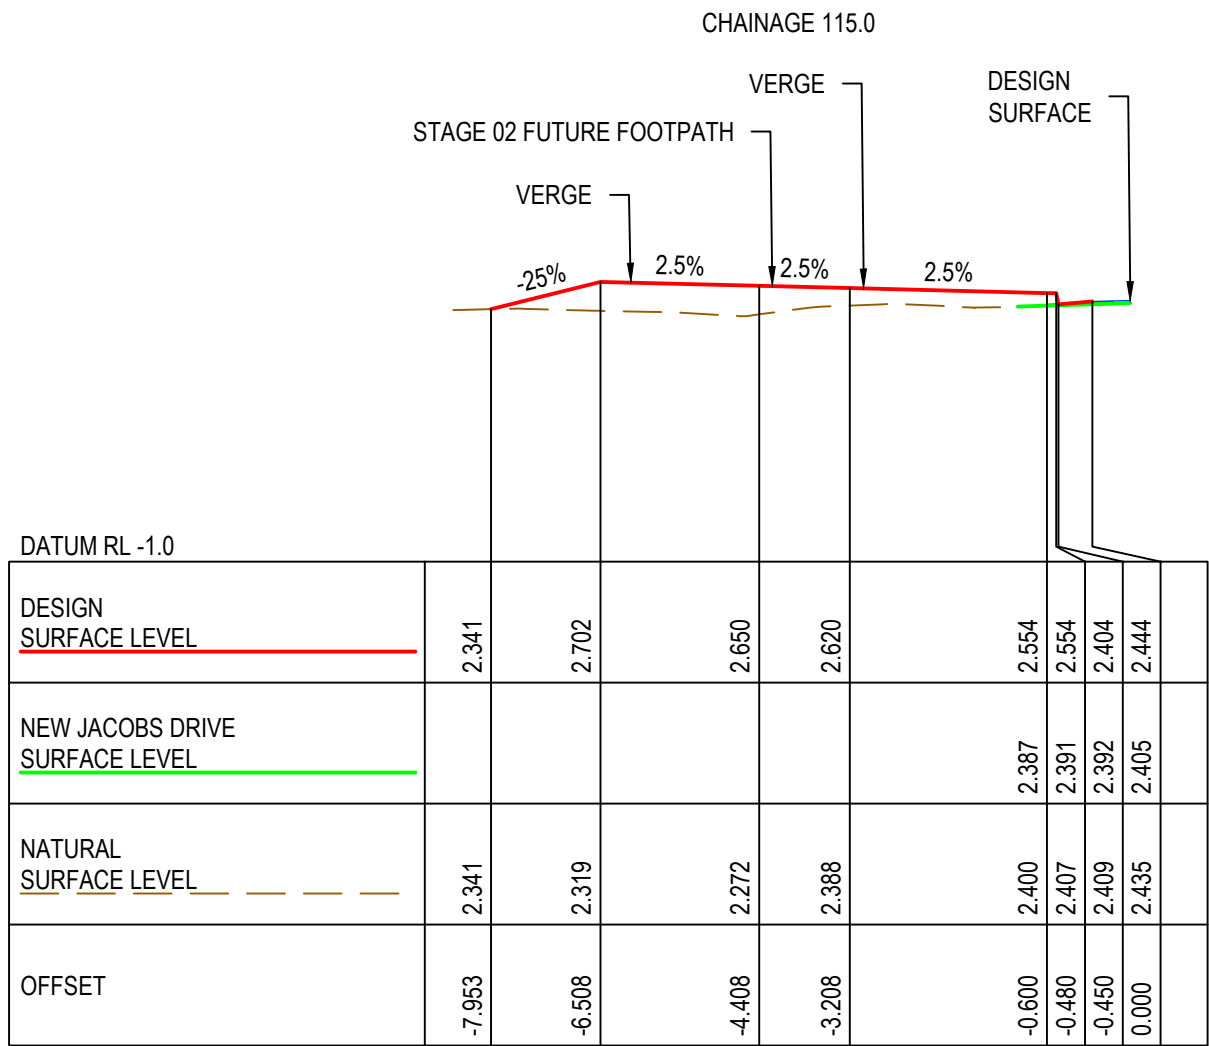 CHAINAGE 115.0
VERGE
DESIGN
SURFACE
STAGE 02 FUTURE FOOTPATH
VERGE
-25%
2.5%
2.5%
2.5%
DATUM RL -1.0
DESIGN
SURFACE LEVEL
2.341
2.702
2.650
2.620
2.554
2.554
2.404
2.444
NEW JACOBS DRIVE
SURFACE LEVEL
2.387
2.391
2.392
2.405
NATURAL
SURFACE LEVEL
2.341
2.319
2.272
2.388
2.400
2.407
2.409
2.435
OFFSET
-7.953
-6.508
-4.408
-3.208
-0.600
-0.480
-0.450
0.000